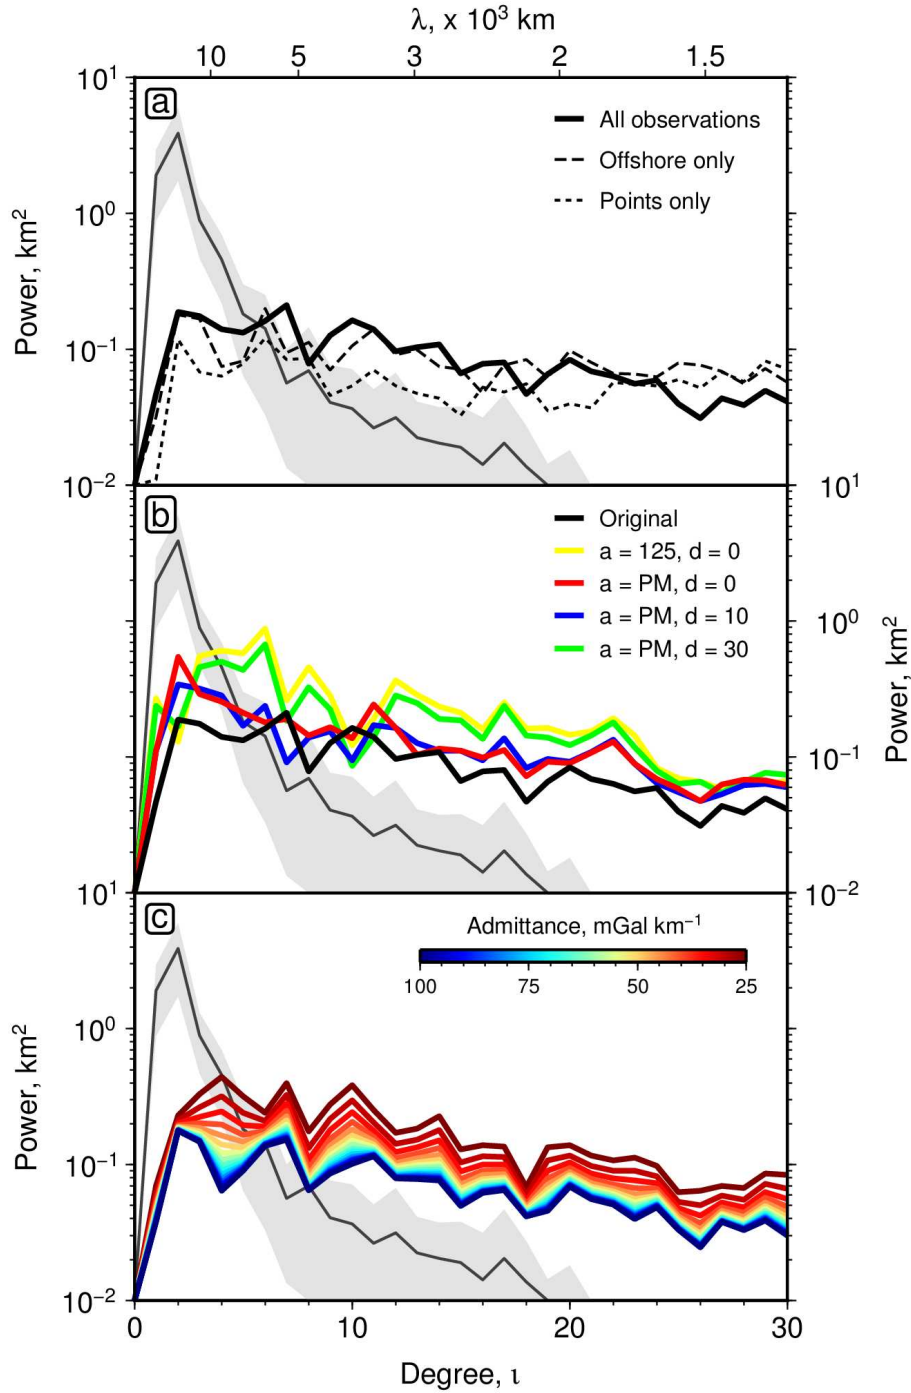 λ, x 10³ km
10 5 3 2 1.5
a
10¹
10⁰
10⁻¹
10⁻²
Power, km²
All observations
Offshore only
Points only
b
10¹
10⁰
10⁻¹
10⁻²
Power, km²
Original
a = 125, d = 0
a = PM, d = 0
a = PM, d = 10
a = PM, d = 30
c
10¹
10⁰
10⁻¹
10⁻²
Power, km²
Admittance, mGal km⁻¹
100 75 50 25
0 10 20 30
Degree, ι